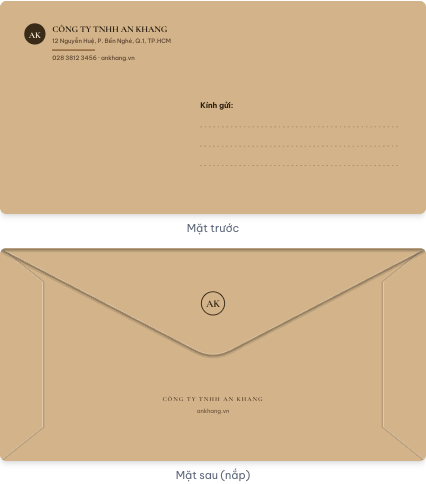 AK
CÔNG TY TNHH AN KHANG
12 Nguyễn Huệ, P. Bến Nghé, Q.1, TP.HCM
028 3812 3456 · ankhang.vn
Kính gửi:
Mặt trước
AK
CÔNG TY TNHH AN KHANG
ankhang.vn
Mặt sau (nắp)